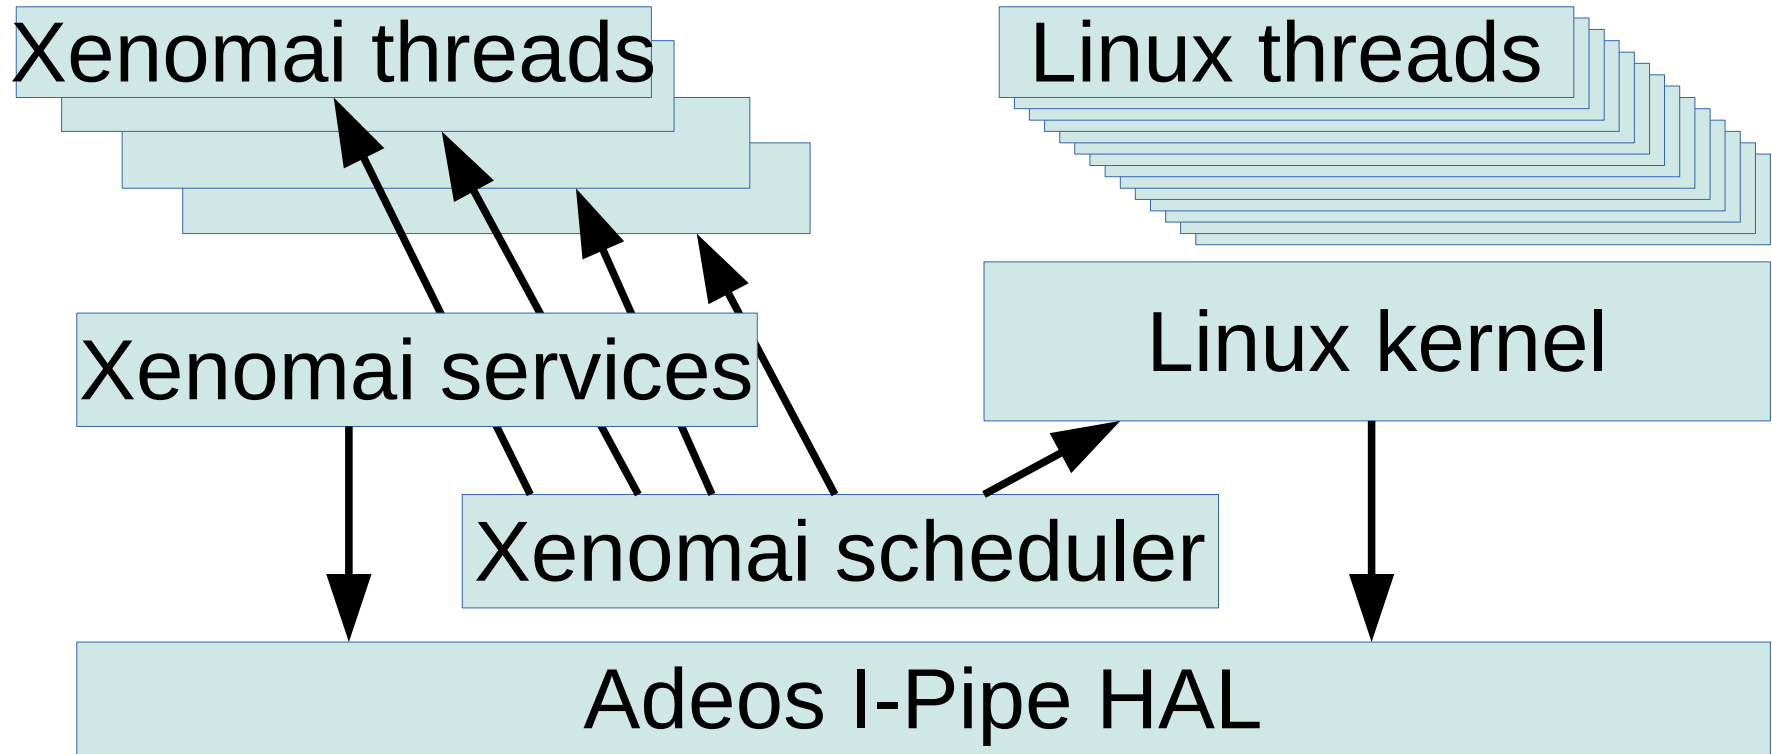 Xenomai threads
Linux threads
Linux kernel
Xenomai services
Xenomai scheduler
Adeos I-Pipe HAL